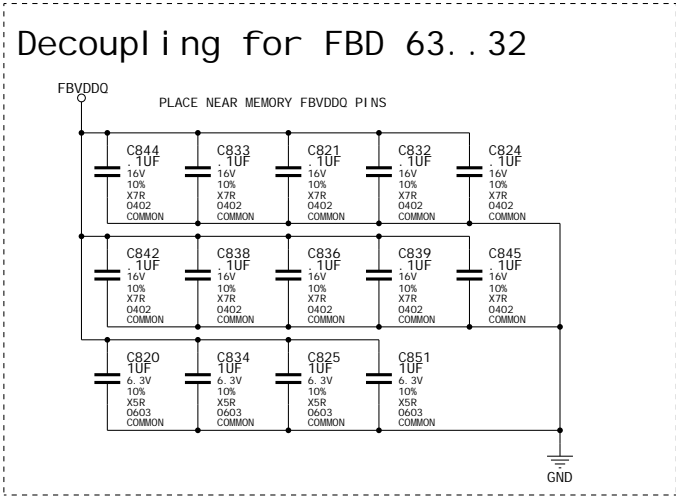 Decoupling for FBD 63..32
FBVDDQ
PLACE NEAR MEMORY FBVDDQ PINS
C844 C833 C821 C832 C824
.1UF .1UF .1UF .1UF .1UF
16V 16V 16V 16V 16V
10% 10% 10% 10% 10%
X7R X7R X7R X7R X7R
0402 0402 0402 0402 0402
COMMON COMMON COMMON COMMON COMMON
C842 C838 C836 C839 C845
.1UF .1UF .1UF .1UF .1UF
16V 16V 16V 16V 16V
10% 10% 10% 10% 10%
X7R X7R X7R X7R X7R
0402 0402 0402 0402 0402
COMMON COMMON COMMON COMMON COMMON
C820 C834 C825 C851
1UF 1UF 1UF 1UF
6.3V 6.3V 6.3V 6.3V
10% 10% 10% 10%
X5R X5R X5R X5R
0603 0603 0603 0603
COMMON COMMON COMMON COMMON
GND